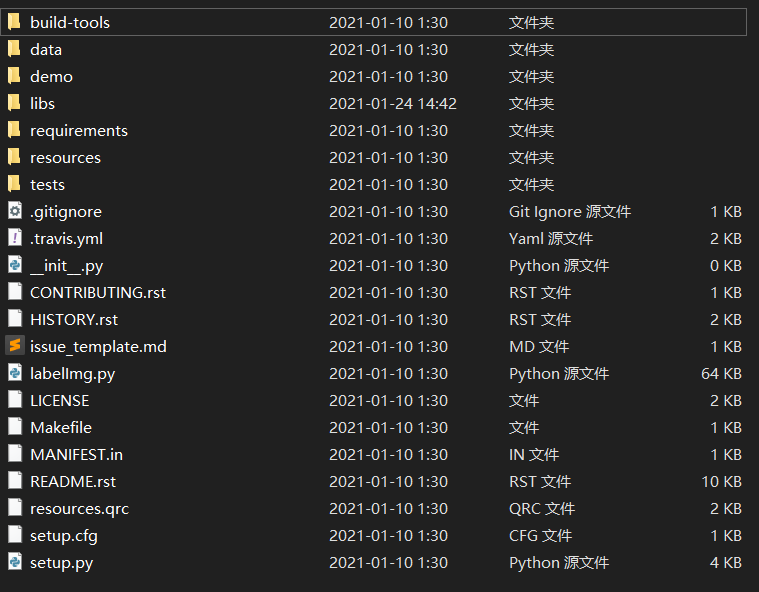 build-tools 2021-01-10 1:30 文件夹
data 2021-01-10 1:30 文件夹
demo 2021-01-10 1:30 文件夹
libs 2021-01-24 14:42 文件夹
requirements 2021-01-10 1:30 文件夹
resources 2021-01-10 1:30 文件夹
tests 2021-01-10 1:30 文件夹
.gitignore 2021-01-10 1:30 Git Ignore 源文件 1 KB
.travis.yml 2021-01-10 1:30 Yaml 源文件 2 KB
__init__.py 2021-01-10 1:30 Python 源文件 0 KB
CONTRIBUTING.rst 2021-01-10 1:30 RST 文件 1 KB
HISTORY.rst 2021-01-10 1:30 RST 文件 2 KB
issue_template.md 2021-01-10 1:30 MD 文件 1 KB
labelImg.py 2021-01-10 1:30 Python 源文件 64 KB
LICENSE 2021-01-10 1:30 文件 2 KB
Makefile 2021-01-10 1:30 文件 1 KB
MANIFEST.in 2021-01-10 1:30 IN 文件 1 KB
README.rst 2021-01-10 1:30 RST 文件 10 KB
resources.qrc 2021-01-10 1:30 QRC 文件 2 KB
setup.cfg 2021-01-10 1:30 CFG 文件 1 KB
setup.py 2021-01-10 1:30 Python 源文件 4 KB